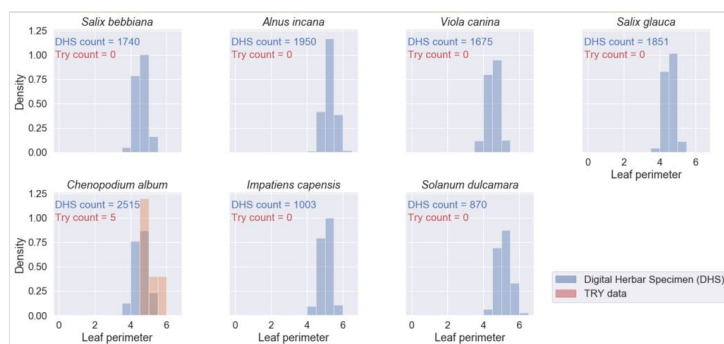 Salix bebbiana
Alnus incana
Viola canina
Salix glauca
1.25
1.00
0.75
0.50
0.25
0.00
Density
DHS count = 1740
Try count = 0
DHS count = 1950
Try count = 0
DHS count = 1675
Try count = 0
DHS count = 1851
Try count = 0
0 2 4 6
Leaf perimeter
Chenopodium album
Impatiens capensis
Solanum dulcamara
1.25
1.00
0.75
0.50
0.25
0.00
Density
DHS count = 2515
Try count = 5
DHS count = 1003
Try count = 0
DHS count = 870
Try count = 0
0 2 4 6
Leaf perimeter
0 2 4 6
Leaf perimeter
0 2 4 6
Leaf perimeter
Digital Herbar Specimen (DHS)
TRY data